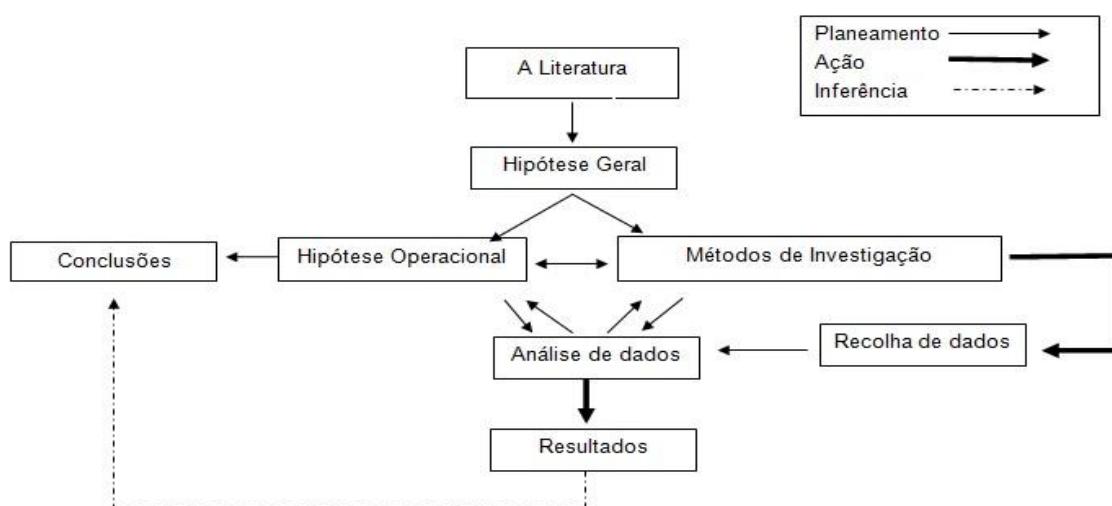 Planeamento
Ação
Inferência
A Literatura
Hipótese Geral
Conclusões
Hipótese Operacional
Métodos de Investigação
Análise de dados
Recolha de dados
Resultados